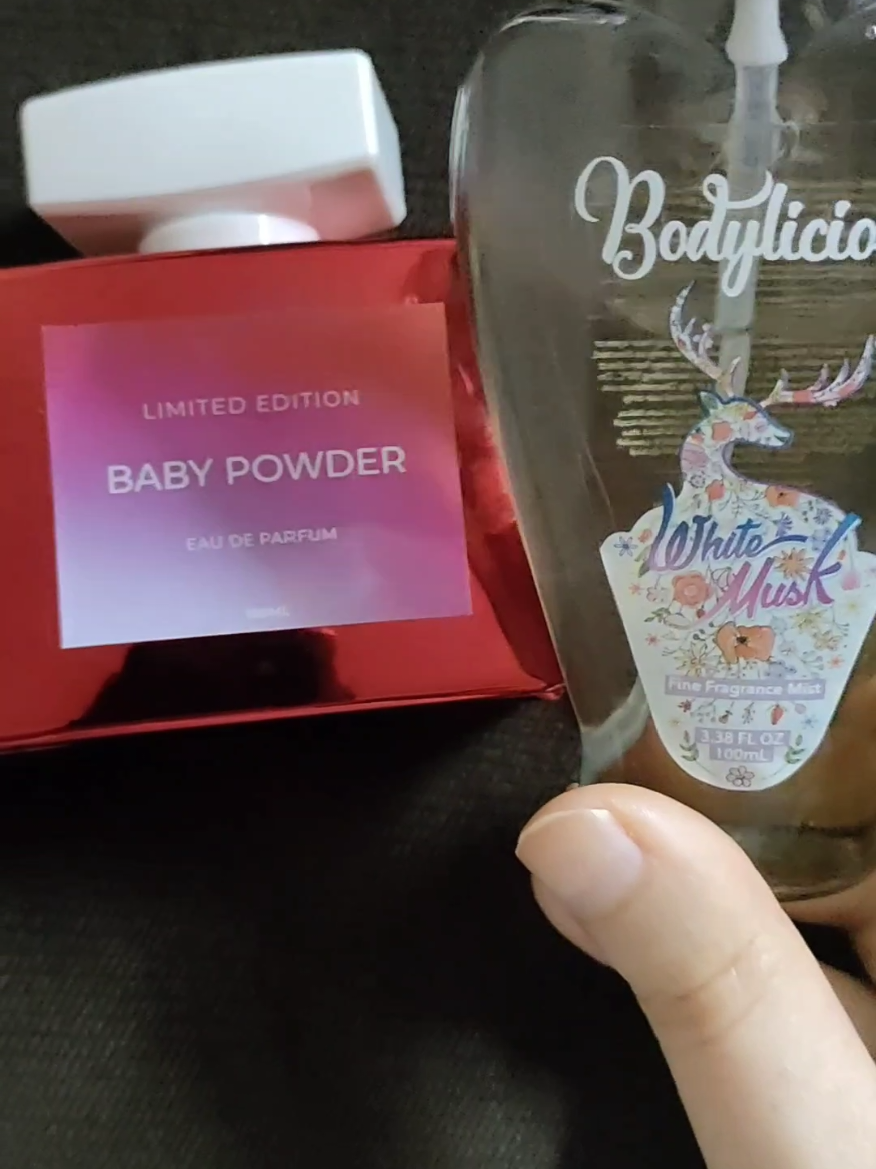 LIMITED EDITION
BABY POWDER
EAU DE PARFUM
Bodylicio
White
Musk
Fine Fragrance Mist
3.38 FL OZ
100mL